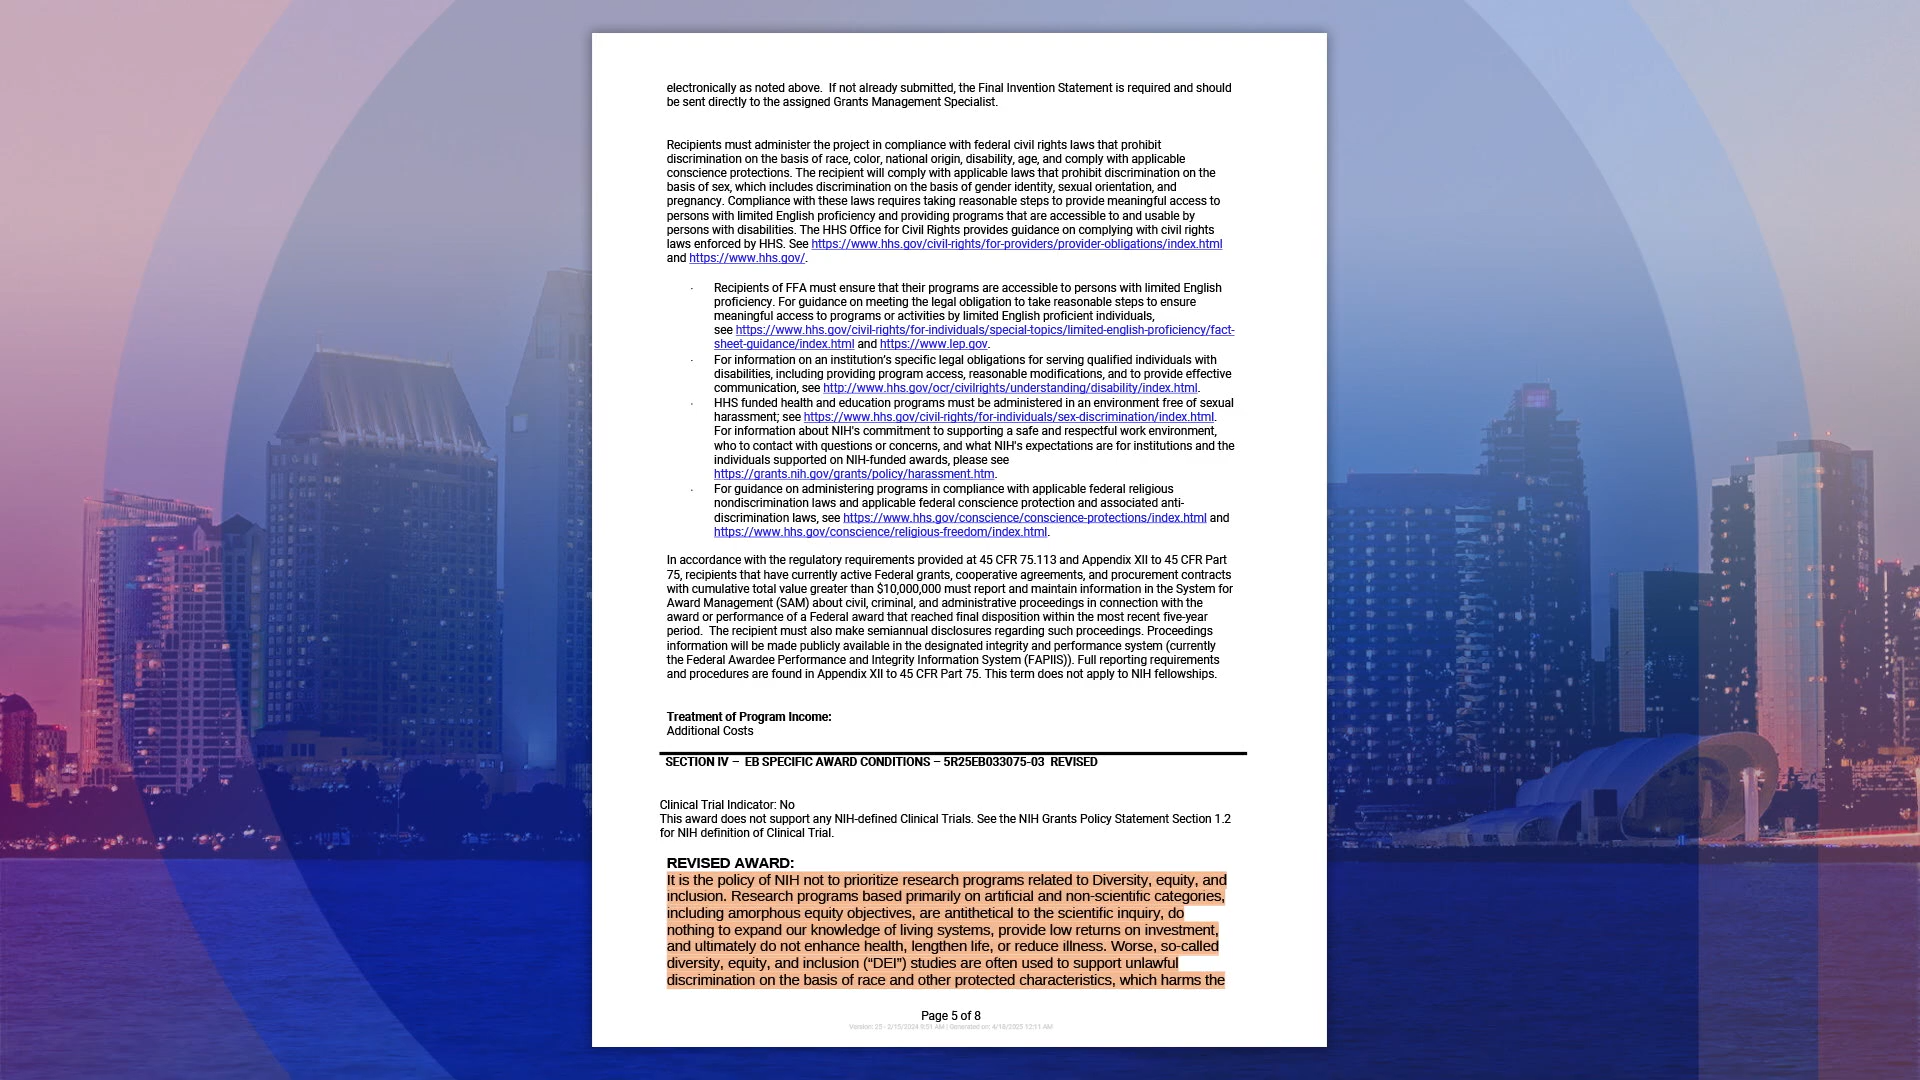 electronically as noted above.  If not already submitted, the Final Invention Statement is required and should
be sent directly to the assigned Grants Management Specialist.
Recipients must administer the project in compliance with federal civil rights laws that prohibit
discrimination on the basis of race, color, national origin, disability, age, and comply with applicable
conscience protections. The recipient will comply with applicable laws that prohibit discrimination on the
basis of sex, which includes discrimination on the basis of gender identity, sexual orientation, and
pregnancy. Compliance with these laws requires taking reasonable steps to provide meaningful access to
persons with limited English proficiency and providing programs that are accessible to and usable by
persons with disabilities. The HHS Office for Civil Rights provides guidance on complying with civil rights
laws enforced by HHS. See https://www.hhs.gov/civil-rights/for-providers/provider-obligations/index.html
and https://www.hhs.gov/.
· Recipients of FFA must ensure that their programs are accessible to persons with limited English
proficiency. For guidance on meeting the legal obligation to take reasonable steps to ensure
meaningful access to programs or activities by limited English proficient individuals,
see https://www.hhs.gov/civil-rights/for-individuals/special-topics/limited-english-proficiency/fact-
sheet-guidance/index.html and https://www.lep.gov.
· For information on an institution’s specific legal obligations for serving qualified individuals with
disabilities, including providing program access, reasonable modifications, and to provide effective
communication, see http://www.hhs.gov/ocr/civilrights/understanding/disability/index.html.
· HHS funded health and education programs must be administered in an environment free of sexual
harassment; see https://www.hhs.gov/civil-rights/for-individuals/sex-discrimination/index.html.
For information about NIH's commitment to supporting a safe and respectful work environment,
who to contact with questions or concerns, and what NIH's expectations are for institutions and the
individuals supported on NIH-funded awards, please see
https://grants.nih.gov/grants/policy/harassment.htm.
· For guidance on administering programs in compliance with applicable federal religious
nondiscrimination laws and applicable federal conscience protection and associated anti-
discrimination laws, see https://www.hhs.gov/conscience/conscience-protections/index.html and
https://www.hhs.gov/conscience/religious-freedom/index.html.
In accordance with the regulatory requirements provided at 45 CFR 75.113 and Appendix XII to 45 CFR Part
75, recipients that have currently active Federal grants, cooperative agreements, and procurement contracts
with cumulative total value greater than $10,000,000 must report and maintain information in the System for
Award Management (SAM) about civil, criminal, and administrative proceedings in connection with the
award or performance of a Federal award that reached final disposition within the most recent five-year
period.  The recipient must also make semiannual disclosures regarding such proceedings. Proceedings
information will be made publicly available in the designated integrity and performance system (currently
the Federal Awardee Performance and Integrity Information System (FAPIIS)). Full reporting requirements
and procedures are found in Appendix XII to 45 CFR Part 75. This term does not apply to NIH fellowships.
Treatment of Program Income:
Additional Costs
SECTION IV –  EB SPECIFIC AWARD CONDITIONS – 5R25EB033075-03  REVISED
Clinical Trial Indicator: No
This award does not support any NIH-defined Clinical Trials. See the NIH Grants Policy Statement Section 1.2
for NIH definition of Clinical Trial.
REVISED AWARD:
It is the policy of NIH not to prioritize research programs related to Diversity, equity, and
inclusion. Research programs based primarily on artificial and non-scientific categories,
including amorphous equity objectives, are antithetical to the scientific inquiry, do
nothing to expand our knowledge of living systems, provide low returns on investment,
and ultimately do not enhance health, lengthen life, or reduce illness. Worse, so-called
diversity, equity, and inclusion (“DEI”) studies are often used to support unlawful
discrimination on the basis of race and other protected characteristics, which harms the
Page 5 of 8
Version: 25 - 2/15/2024 8:51 AM | Generated on: 4/18/2025 12:11 AM